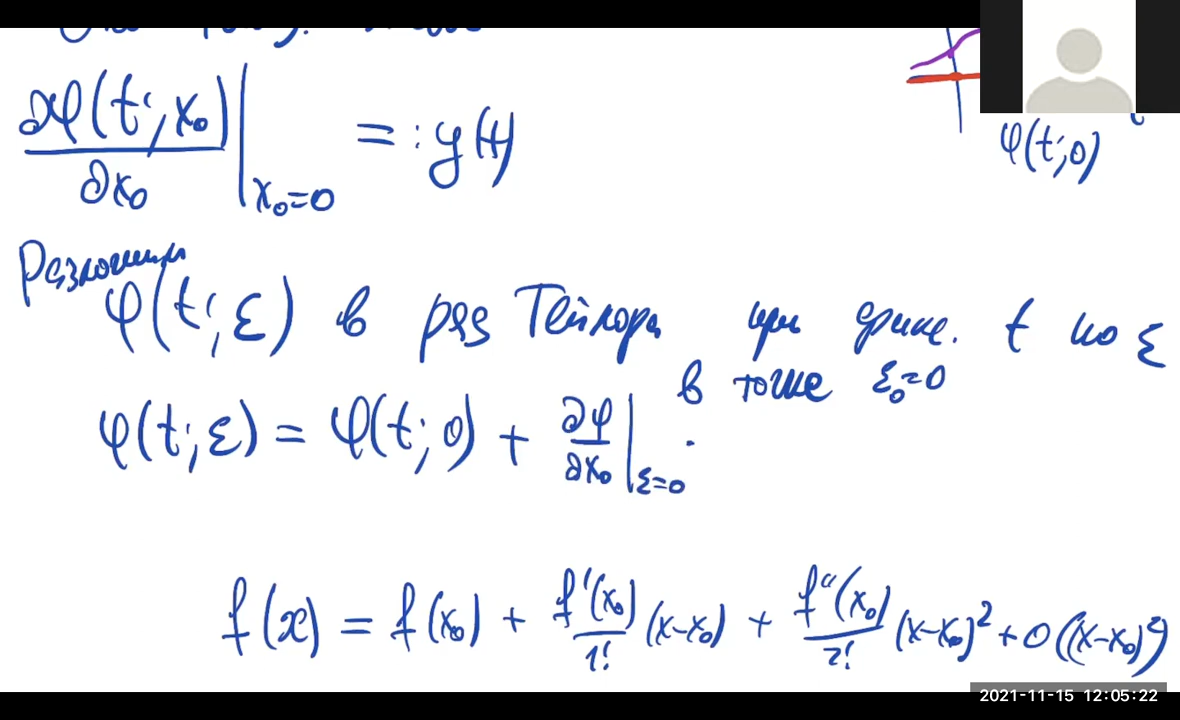 ∂φ(t; x₀)/∂x₀ |x₀=0 =: y(t)
φ(t; 0)
Разложим
φ(t; ε) в ряд Тейлора при фикс. t по ε
в точке ε₀=0
φ(t; ε) = φ(t; 0) + ∂φ/∂x₀ |ε=0 ·
f(x) = f(x₀) + f'(x₀)/1! (x-x₀) + f''(x₀)/2! (x-x₀)² + o((x-x₀)²)
2021-11-15 12:05:22